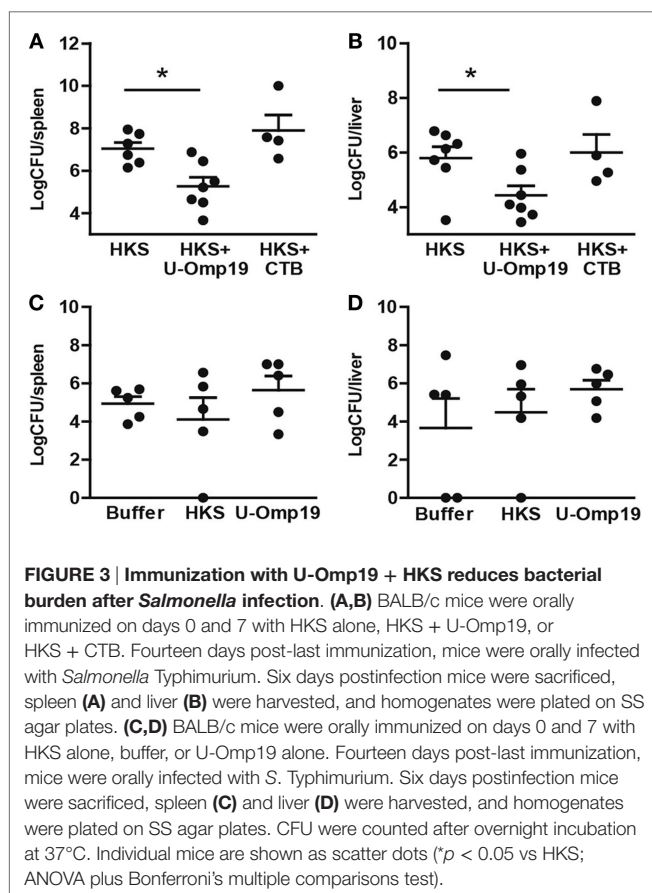 A
B
LogCFU/spleen
12
10
8
6
4
*
HKS
HKS+
U-Omp19
HKS+
CTB
LogCFU/liver
10
8
6
4
*
HKS
HKS+
U-Omp19
HKS+
CTB
C
D
LogCFU/spleen
10
8
6
4
2
0
Buffer
HKS
U-Omp19
LogCFU/liver
10
8
6
4
2
0
Buffer
HKS
U-Omp19
FIGURE 3 | Immunization with U-Omp19 + HKS reduces bacterial
burden after Salmonella infection. (A,B) BALB/c mice were orally
immunized on days 0 and 7 with HKS alone, HKS + U-Omp19, or
HKS + CTB. Fourteen days post-last immunization, mice were orally infected
with Salmonella Typhimurium. Six days postinfection mice were sacrificed,
spleen (A) and liver (B) were harvested, and homogenates were plated on SS
agar plates. (C,D) BALB/c mice were orally immunized on days 0 and 7 with
HKS alone, buffer, or U-Omp19 alone. Fourteen days post-last immunization,
mice were orally infected with S. Typhimurium. Six days postinfection mice
were sacrificed, spleen (C) and liver (D) were harvested, and homogenates
were plated on SS agar plates. CFU were counted after overnight incubation
at 37°C. Individual mice are shown as scatter dots (*p < 0.05 vs HKS;
ANOVA plus Bonferroni's multiple comparisons test).